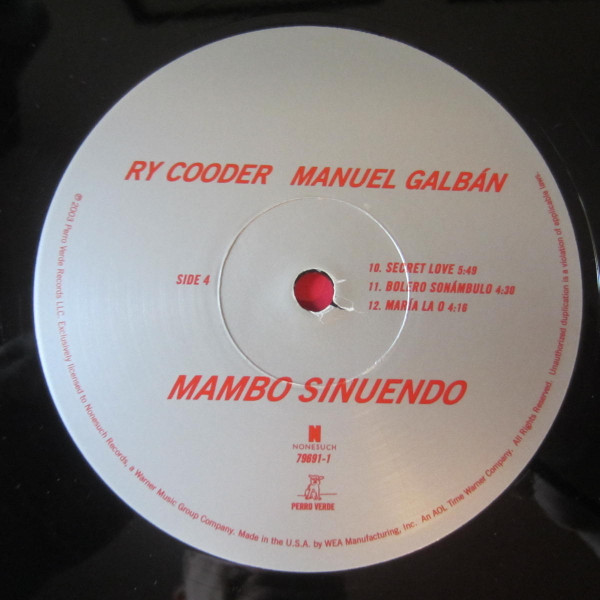 RY COODER MANUEL GALBÁN
SIDE 4
10. SECRET LOVE 5:49
11. BOLERO SONÁMBULO 4:30
12. MARIA LA O 4:16
MAMBO SINUENDO
N
NONESUCH
79691-1
PERRO VERDE
℗2003 Perro Verde Records LLC. Exclusively licensed to Nonesuch Records, a Warner Music Group Company. Made in the U.S.A. by WEA Manufacturing, Inc. An AOL Time Warner Company. All Rights Reserved. Unauthorized duplication is a violation of applicable laws.